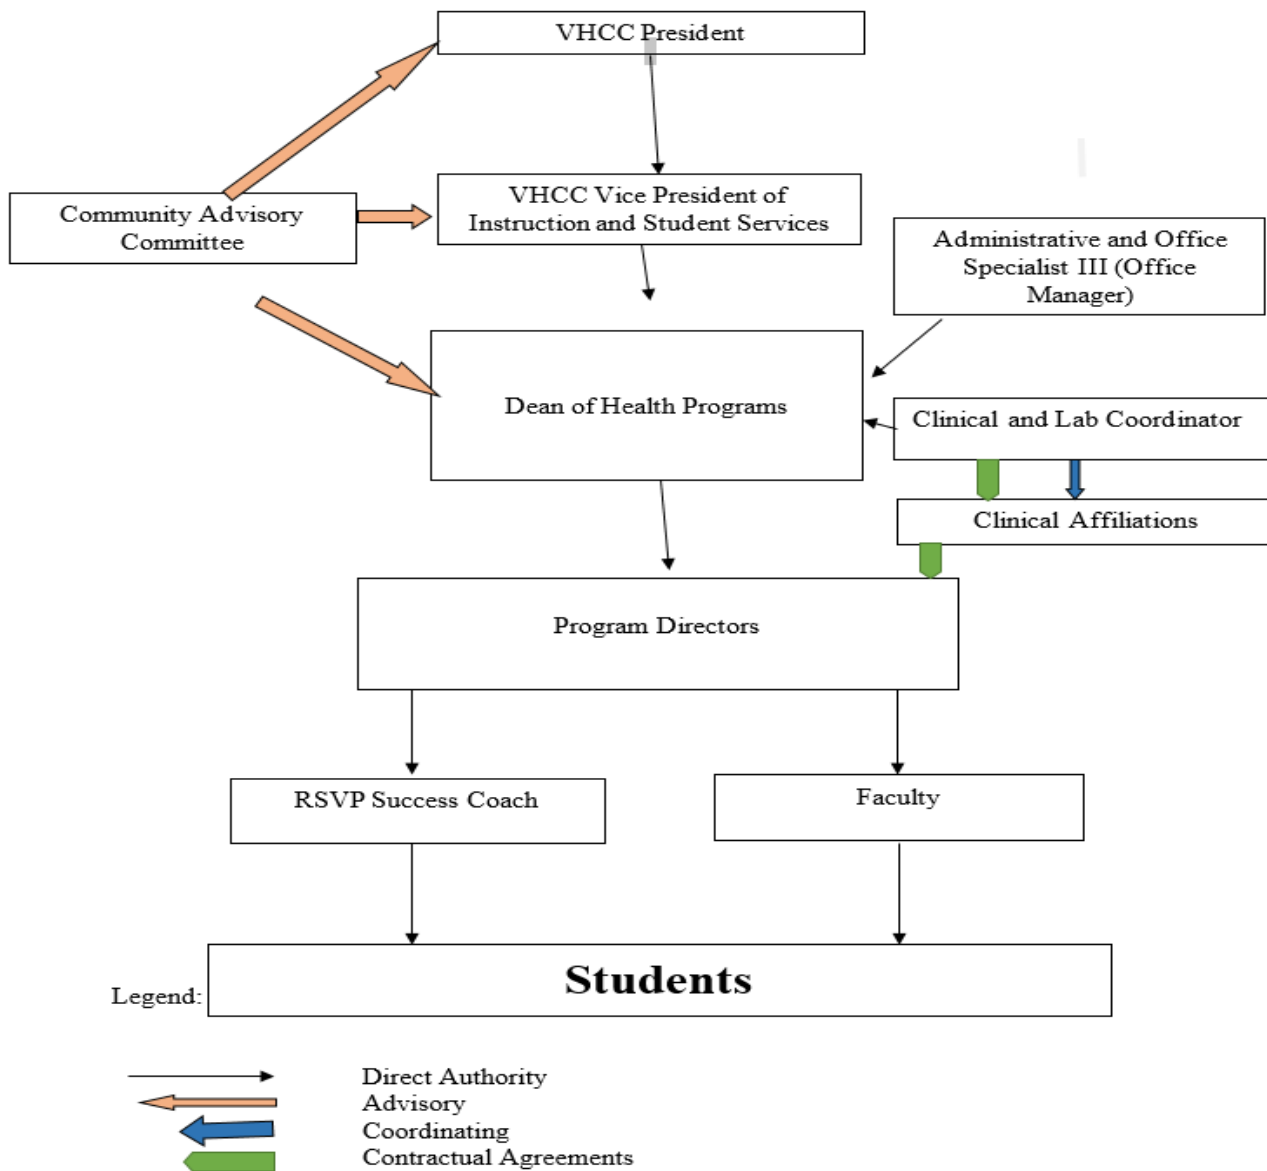 VHCC President
Community Advisory
Committee
VHCC Vice President of
Instruction and Student Services
Administrative and Office
Specialist III (Office
Manager)
Dean of Health Programs
Clinical and Lab Coordinator
Clinical Affiliations
Program Directors
RSVP Success Coach
Faculty
Students
Legend:
Direct Authority
Advisory
Coordinating
Contractual Agreements